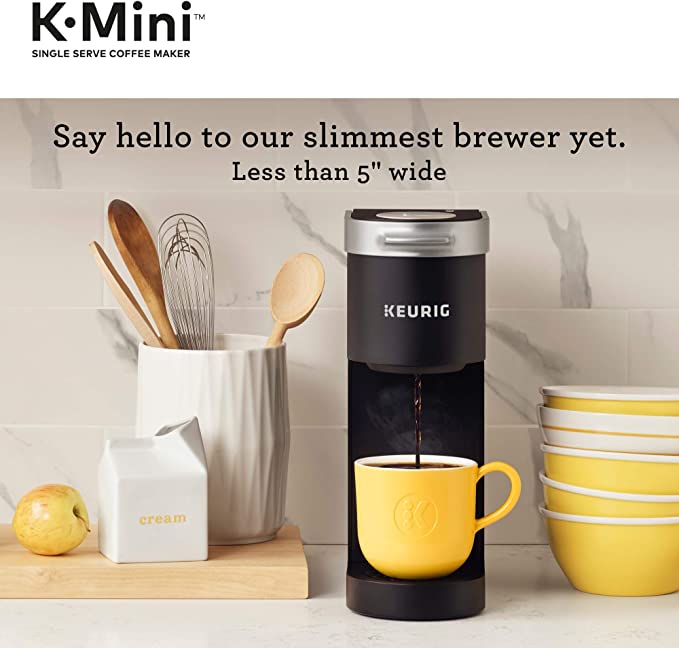 K·Mini™
SINGLE SERVE COFFEE MAKER
Say hello to our slimmest brewer yet.
Less than 5" wide
KEURIG
cream
K